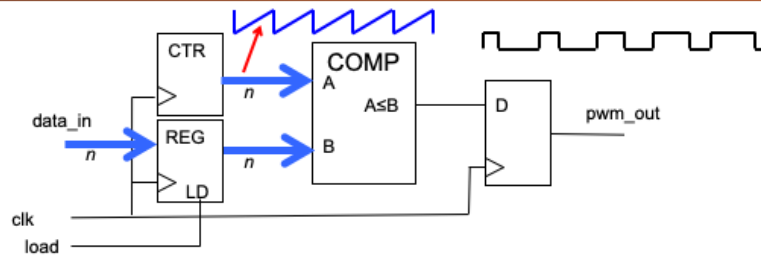 CTR
COMP
A
n
A≤B
D
pwm_out
data_in
n
REG
B
n
LD
clk
load